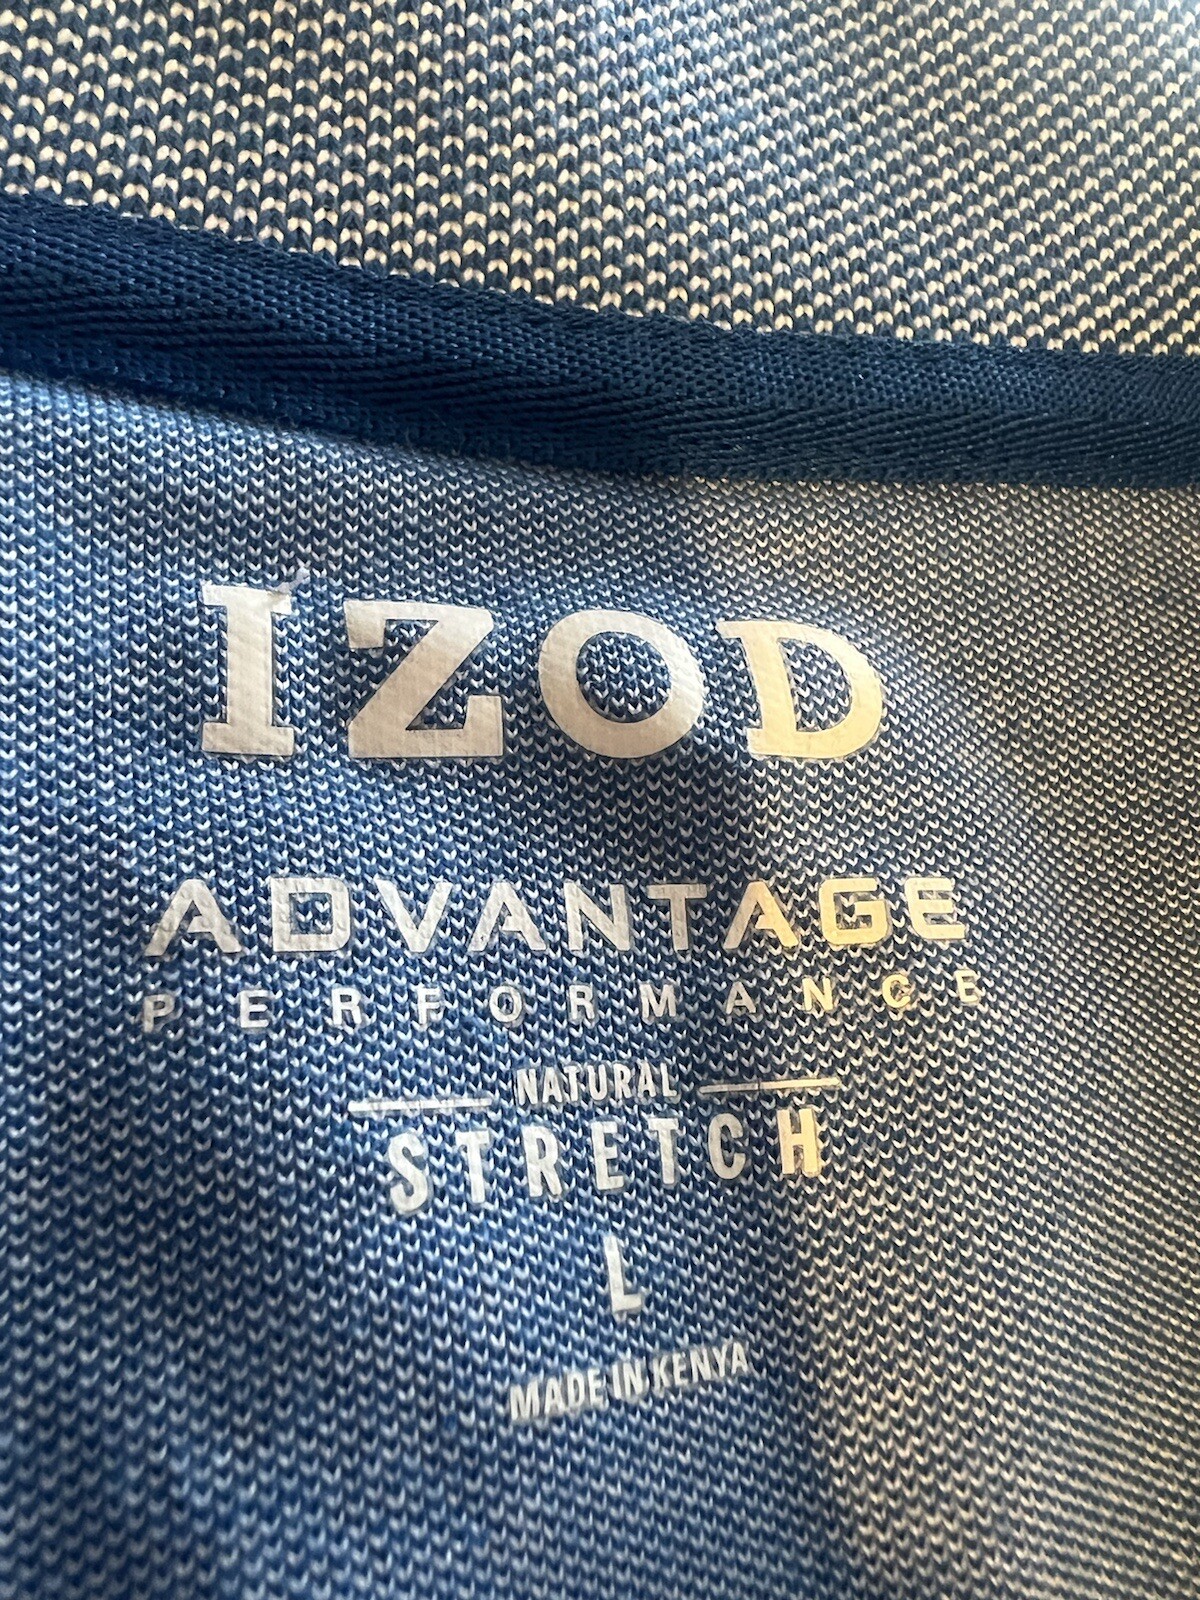 IZOD
ADVANTAGE
PERFORMANCE
NATURAL
STRETCH
L
MADE IN KENYA